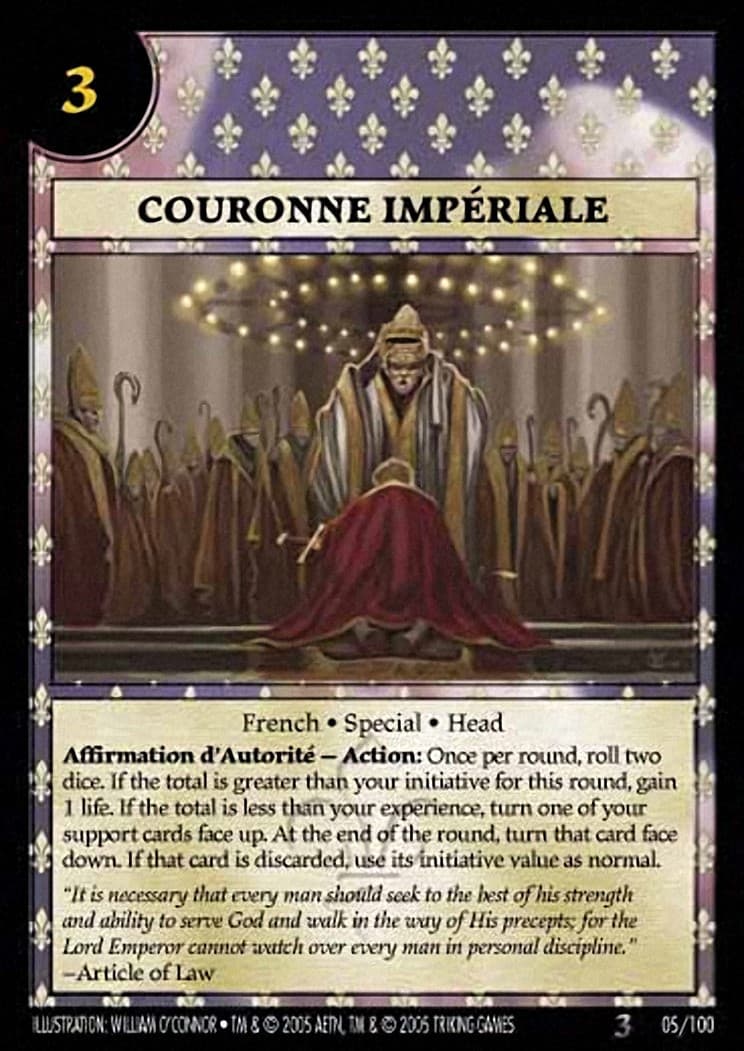 3
COURONNE IMPÉRIALE
French • Special • Head
Affirmation d'Autorité – Action: Once per round, roll two
dice. If the total is greater than your initiative for this round, gain
1 life. If the total is less than your experience, turn one of your
support cards face up. At the end of the round, turn that card face
down. If that card is discarded, use its initiative value as normal.
"It is necessary that every man should seek to the best of his strength
and ability to serve God and walk in the way of His precepts; for the
Lord Emperor cannot watch over every man in personal discipline."
–Article of Law
ILLUSTRATION: WILLIAM O'CONNOR • TM & © 2005 AETN, TM & © 2005 TRIKING GAMES 3 05/100